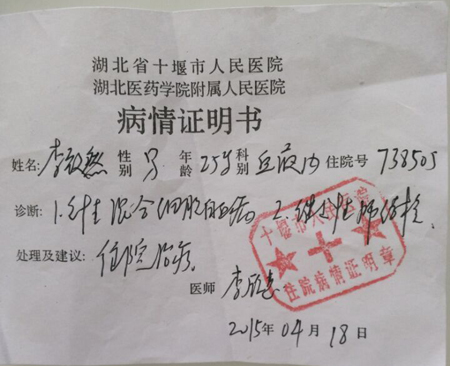 湖北省十堰市人民医院
湖北医药学院附属人民医院
病情证明书
姓名: 李敏然 性别 男 年龄 25岁 科别 血液内 住院号 738505
诊断: 1.急性混合细胞白血病 2.继发性肺结核
处理及建议: 住院治疗
十堰市人民医院
住院病情证明章
医师 李
2015年04月18日